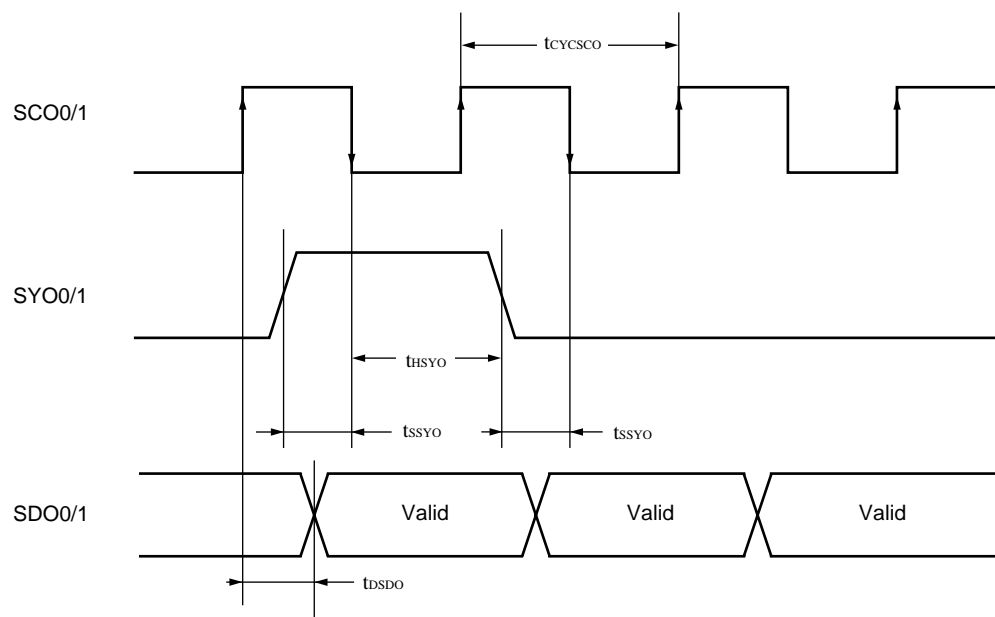 tCYCSCO
SCO0/1
SYO0/1
tHSYO
tSSYO tSSYO
SDO0/1 Valid Valid Valid
tDSDO